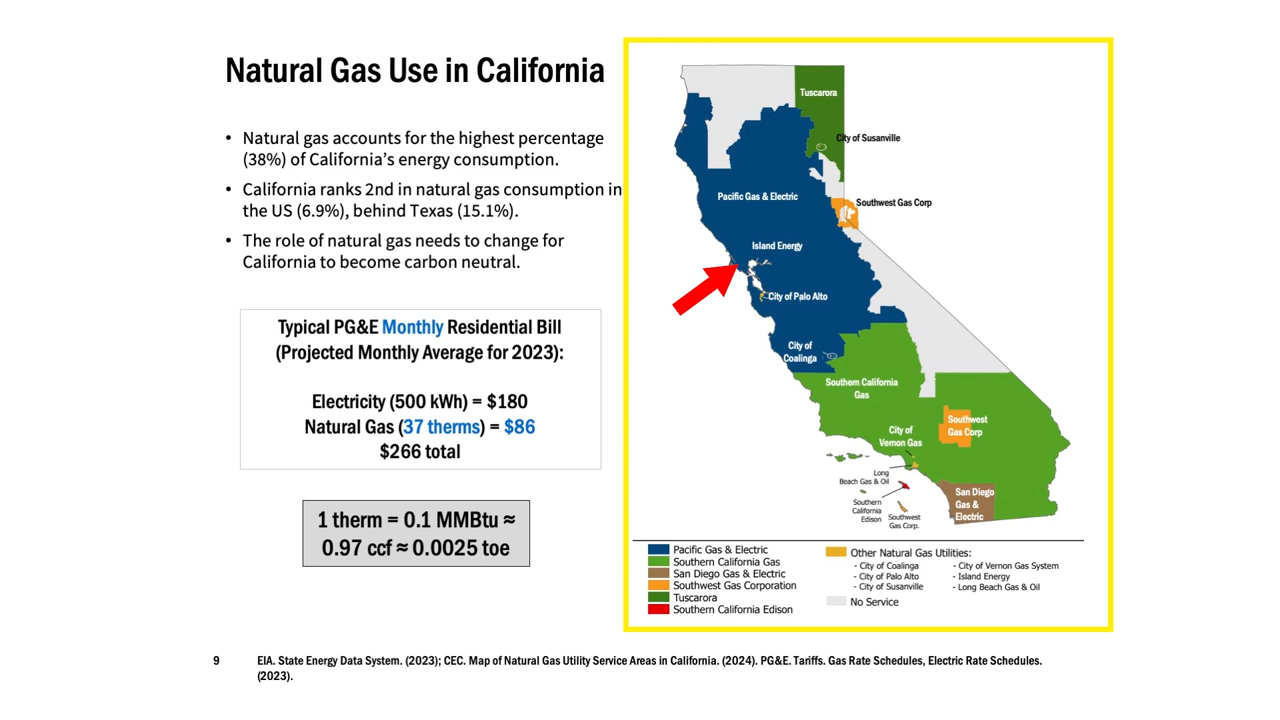 Natural Gas Use in California
• Natural gas accounts for the highest percentage
(38%) of California's energy consumption.
• California ranks 2nd in natural gas consumption in
the US (6.9%), behind Texas (15.1%).
• The role of natural gas needs to change for
California to become carbon neutral.
Typical PG&E Monthly Residential Bill
(Projected Monthly Average for 2023):
Electricity (500 kWh) = $180
Natural Gas (37 therms) = $86
$266 total
1 therm = 0.1 MMBtu ≈
0.97 ccf ≈ 0.0025 toe
Tuscarora
City of Susanville
Pacific Gas & Electric
Southwest Gas Corp
Island Energy
City of Palo Alto
City of
Coalinga
Southern California
Gas
Southwest
Gas Corp
City of
Vernon Gas
Long
Beach Gas & Oil
Southern
California
Edison
Southwest
Gas Corp.
San Diego
Gas &
Electric
Pacific Gas & Electric
Southern California Gas
San Diego Gas & Electric
Southwest Gas Corporation
Tuscarora
Southern California Edison
Other Natural Gas Utilities:
- City of Coalinga
- City of Palo Alto
- City of Susanville
- City of Vernon Gas System
- Island Energy
- Long Beach Gas & Oil
No Service
9
EIA. State Energy Data System. (2023); CEC. Map of Natural Gas Utility Service Areas in California. (2024). PG&E. Tariffs. Gas Rate Schedules, Electric Rate Schedules.
(2023).